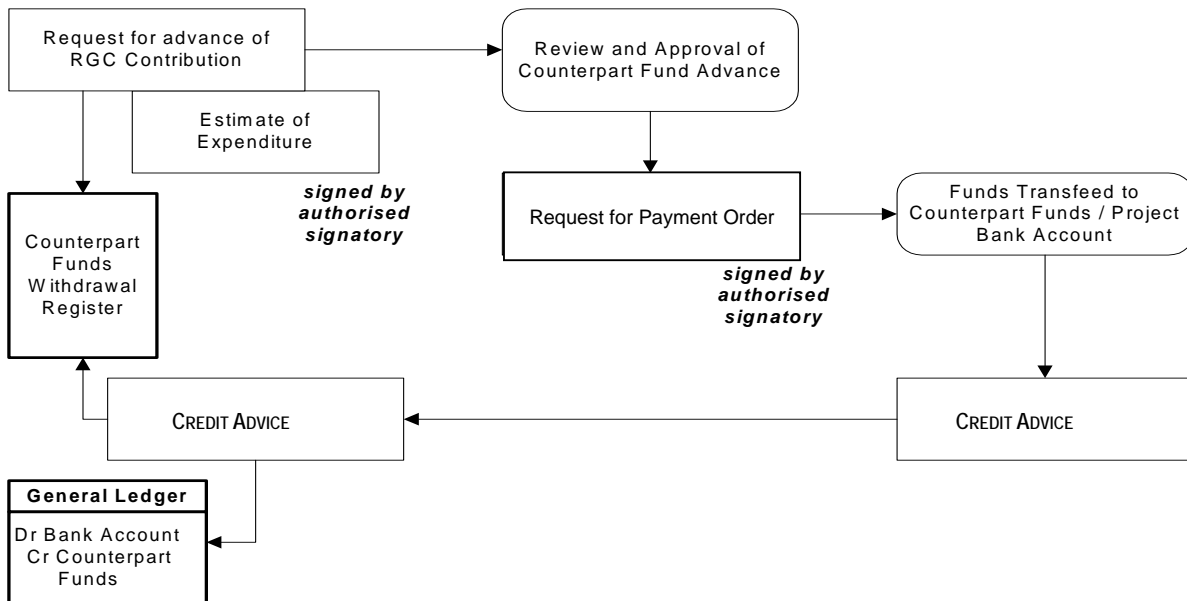 Request for advance of
RGC Contribution
Estimate of
Expenditure
signed by
authorised
signatory
Review and Approval of
Counterpart Fund Advance
Request for Payment Order
signed by
authorised
signatory
Funds Transfeed to
Counterpart Funds / Project
Bank Account
Counterpart
Funds
Withdrawal
Register
CREDIT ADVICE
CREDIT ADVICE
General Ledger
Dr Bank Account
Cr Counterpart
Funds